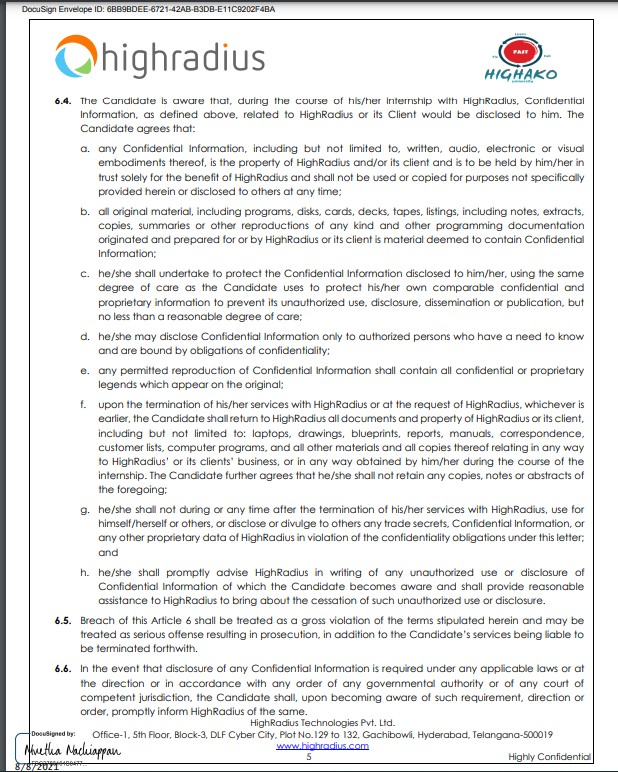 DocuSign Envelope ID: 6BB9BDEE-6721-42AB-B3DB-E11C9202F4BA
highradius
FAST
HIGHAKO
6.4. The Candidate is aware that, during the course of his/her internship with HighRadius, Confidential
Information, as defined above, related to HighRadius or its Client would be disclosed to him. The
Candidate agrees that:
a. any Confidential Information, including but not limited to, written, audio, electronic or visual
embodiments thereof, is the property of HighRadius and/or its client and is to be held by him/her in
trust solely for the benefit of HighRadius and shall not be used or copied for purposes not specifically
provided herein or disclosed to others at any time;
b. all original material, including programs, disks, cards, decks, tapes, listings, including notes, extracts,
copies, summaries or other reproductions of any kind and other programming documentation
originated and prepared for or by HighRadius or its client is material deemed to contain Confidential
Information;
c. he/she shall undertake to protect the Confidential Information disclosed to him/her, using the same
degree of care as the Candidate uses to protect his/her own comparable confidential and
proprietary information to prevent its unauthorized use, disclosure, dissemination or publication, but
no less than a reasonable degree of care;
d. he/she may disclose Confidential Information only to authorized persons who have a need to know
and are bound by obligations of confidentiality;
e. any permitted reproduction of Confidential Information shall contain all confidential or proprietary
legends which appear on the original;
f. upon the termination of his/her services with HighRadius or at the request of HighRadius, whichever is
earlier, the Candidate shall return to HighRadius all documents and property of HighRadius or its client,
including but not limited to: laptops, drawings, blueprints, reports, manuals, correspondence,
customer lists, computer programs, and all other materials and all copies thereof relating in any way
to HighRadius' or its clients' business, or in any way obtained by him/her during the course of the
internship. The Candidate further agrees that he/she shall not retain any copies, notes or abstracts of
the foregoing;
g. he/she shall not during or any time after the termination of his/her services with HighRadius, use for
himself/herself or others, or disclose or divulge to others any trade secrets, Confidential Information, or
any other proprietary data of HighRadius in violation of the confidentiality obligations under this letter;
and
h. he/she shall promptly advise HighRadius in writing of any unauthorized use or disclosure of
Confidential Information of which the Candidate becomes aware and shall provide reasonable
assistance to HighRadius to bring about the cessation of such unauthorized use or disclosure.
6.5. Breach of this Article 6 shall be treated as a gross violation of the terms stipulated herein and may be
treated as serious offense resulting in prosecution, in addition to the Candidate's services being liable to
be terminated forthwith.
6.6. In the event that disclosure of any Confidential Information is required under any applicable laws or at
the direction or in accordance with any order of any governmental authority or of any court of
competent jurisdiction, the Candidate shall, upon becoming aware of such requirement, direction or
order, promptly inform HighRadius of the same.
HighRadius Technologies Pvt. Ltd.
DocuSigned by:
Office-1, 5th Floor, Block-3, DLF Cyber City, Plot No.129 to 132, Gachibowli, Hyderabad, Telangana-500019
www.highradius.com
Nachiappan
5
Highly Confidential
8/8/2021